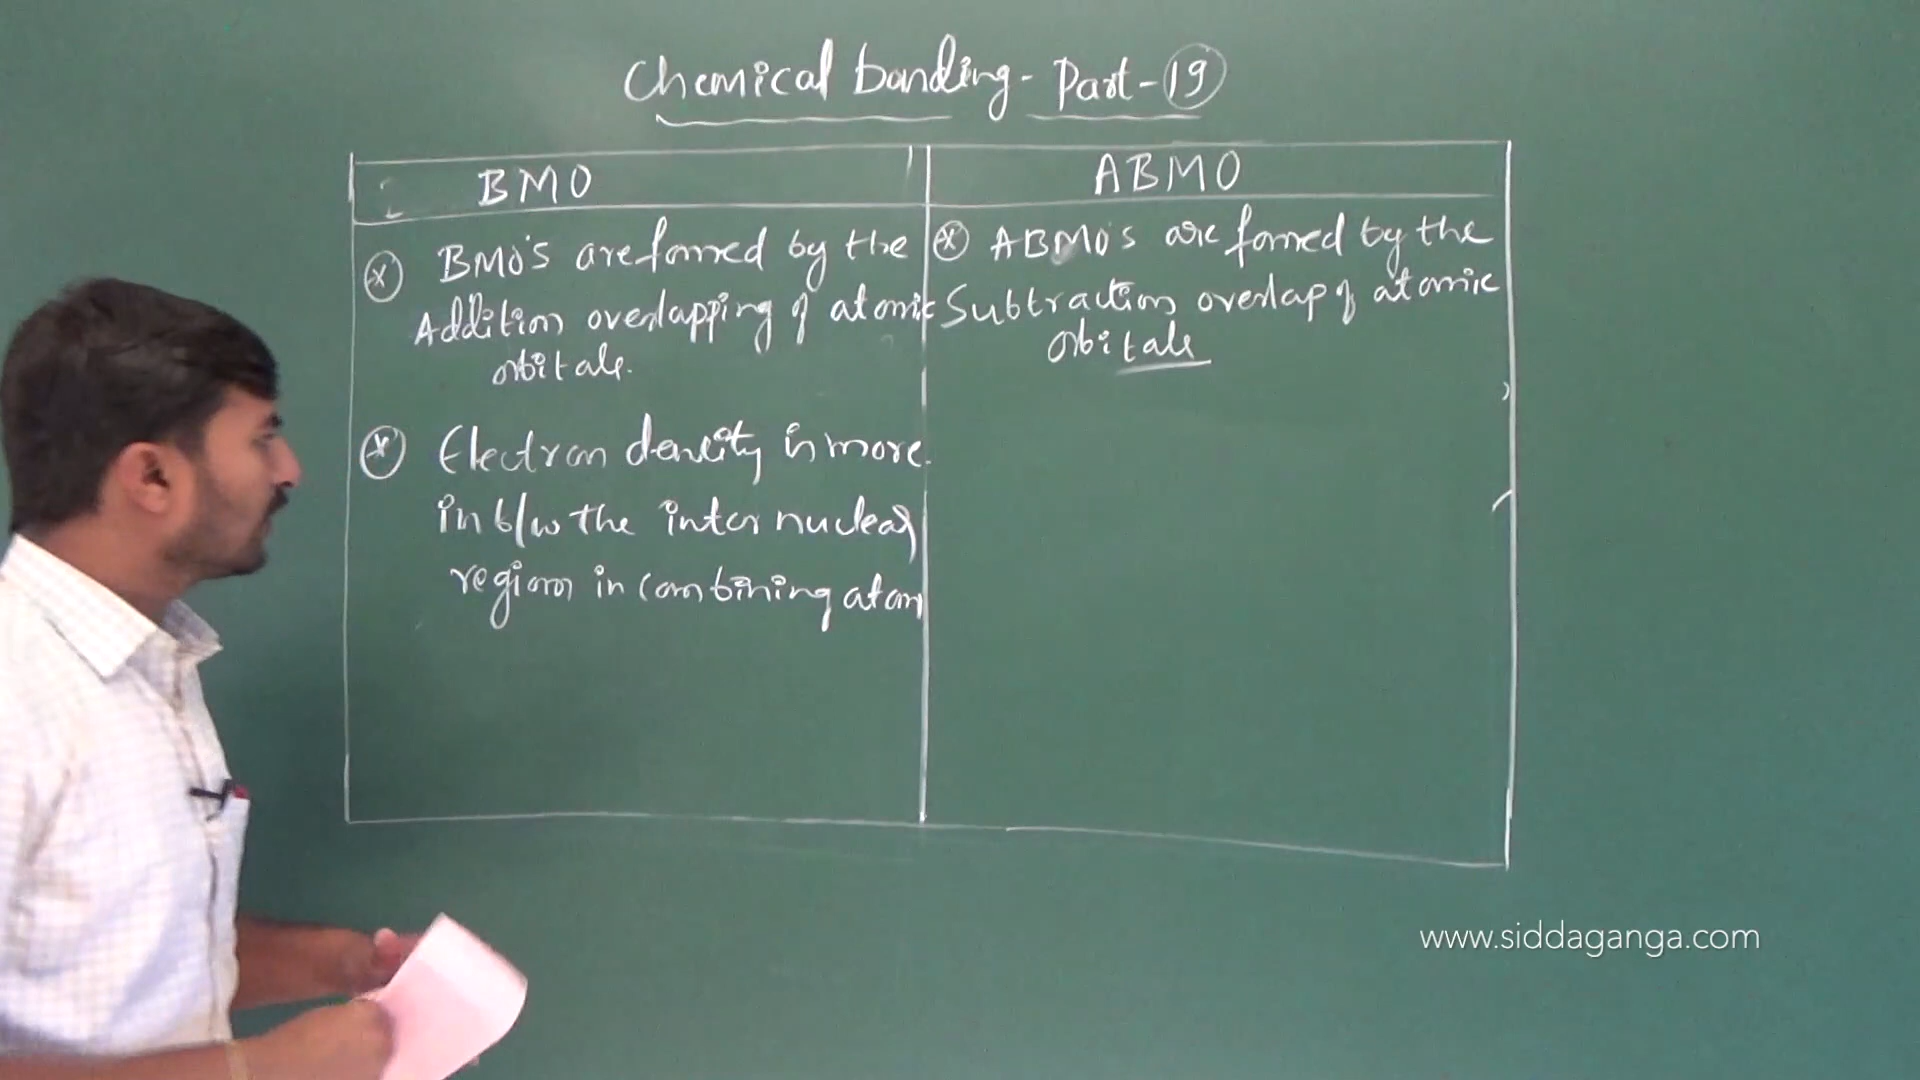 Chemical bonding - Part - 19
BMO
ABMO
BMO's are formed by the
Addition overlapping of atomic
orbitals.
Electron density is more
in b/w the inter nuclear
region in combining atom
ABMO's are formed by the
Subtraction overlap of atomic
orbitals
www.siddaganga.com